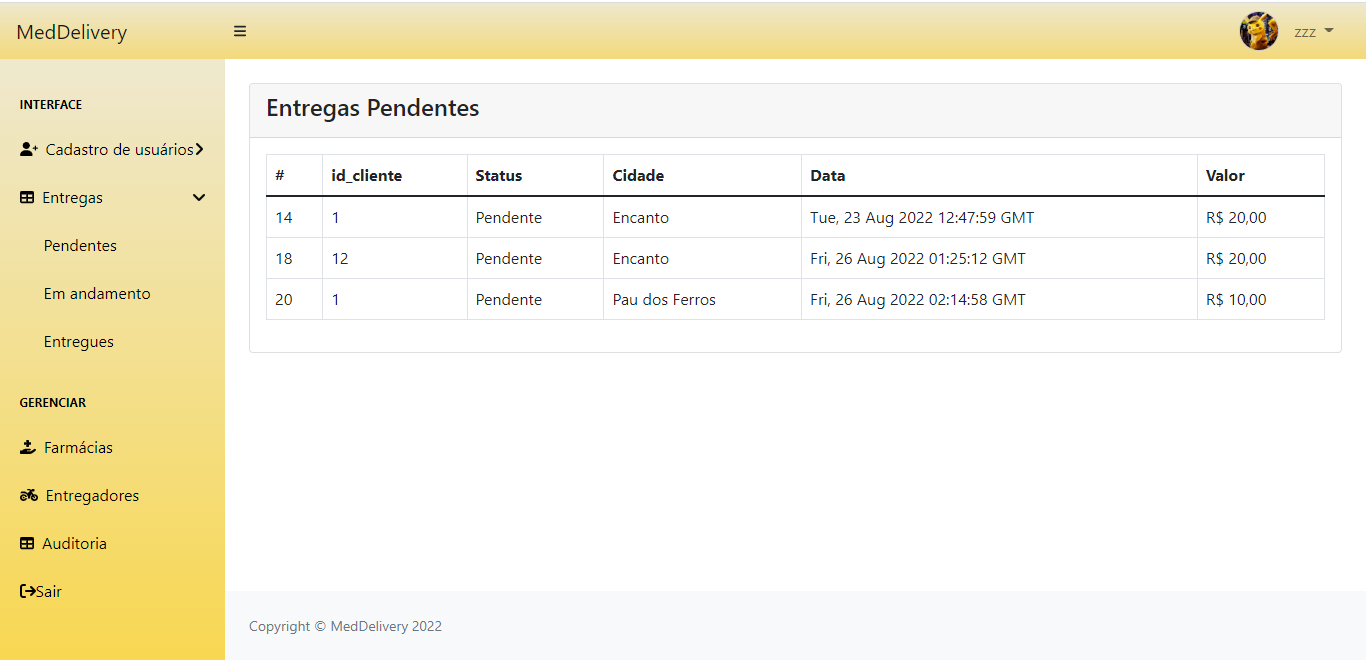 MedDelivery
zzz
INTERFACE
Cadastro de usuários
Entregas
Pendentes
Em andamento
Entregues
GERENCIAR
Farmácias
Entregadores
Auditoria
Sair
Entregas Pendentes
# id_cliente Status Cidade Data Valor
14 1 Pendente Encanto Tue, 23 Aug 2022 12:47:59 GMT R$ 20,00
18 12 Pendente Encanto Fri, 26 Aug 2022 01:25:12 GMT R$ 20,00
20 1 Pendente Pau dos Ferros Fri, 26 Aug 2022 02:14:58 GMT R$ 10,00
Copyright © MedDelivery 2022